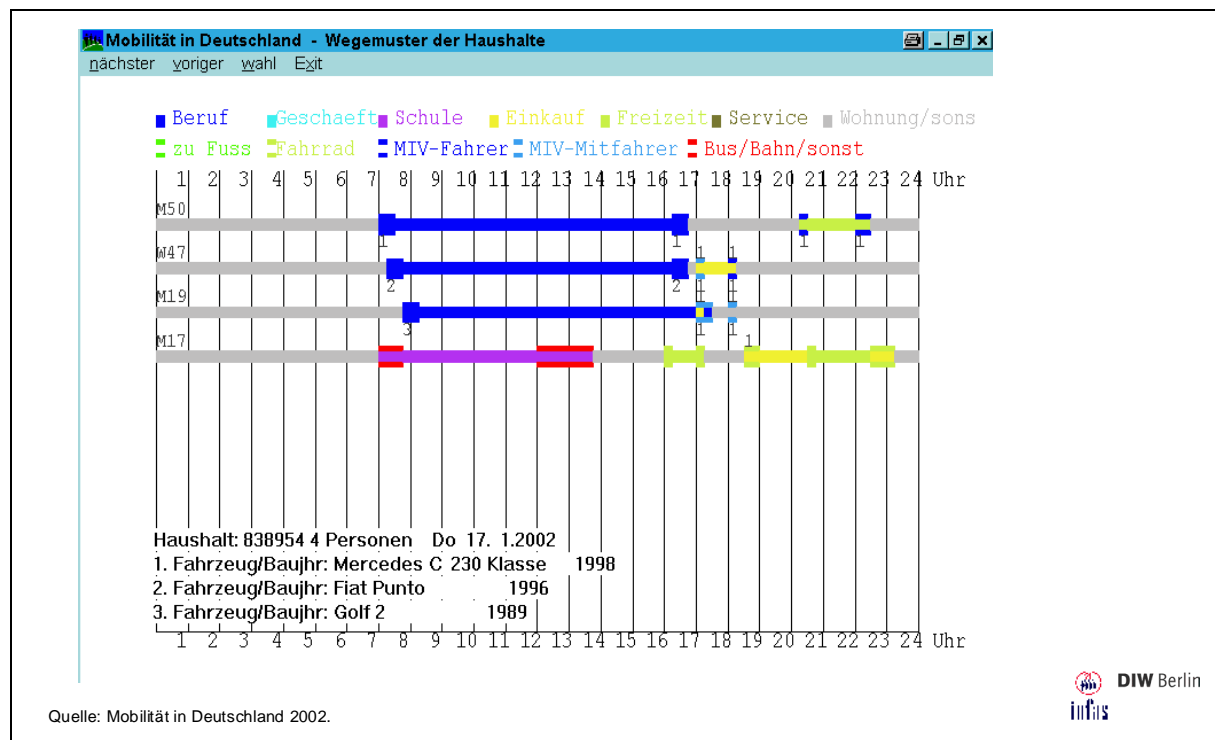 Mobilität in Deutschland - Wegemuster der Haushalte
nächster voriger wahl Exit
Beruf Geschaeft Schule Einkauf Freizeit Service Wohnung/sons
zu Fuss Fahrrad MIV-Fahrer MIV-Mitfahrer Bus/Bahn/sonst
1 2 3 4 5 6 7 8 9 10 11 12 13 14 15 16 17 18 19 20 21 22 23 24 Uhr
M50
1 1 1 1
W47 1 1
2 2 1 1
M19
3 1 1
M17 1
Haushalt: 838954 4 Personen Do 17. 1.2002
1. Fahrzeug/Baujhr: Mercedes C 230 Klasse 1998
2. Fahrzeug/Baujhr: Fiat Punto 1996
3. Fahrzeug/Baujhr: Golf 2 1989
1 2 3 4 5 6 7 8 9 10 11 12 13 14 15 16 17 18 19 20 21 22 23 24 Uhr
DIW Berlin
infas
Quelle: Mobilität in Deutschland 2002.